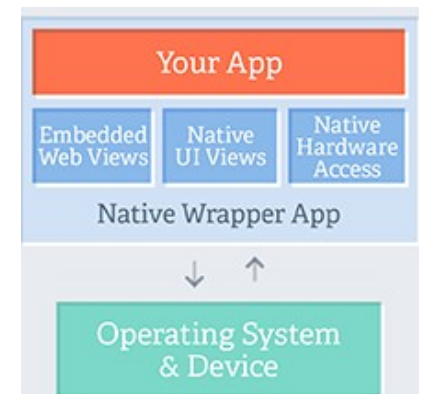 Your App
Embedded
Web Views
Native
UI Views
Native
Hardware
Access
Native Wrapper App
Operating System
& Device